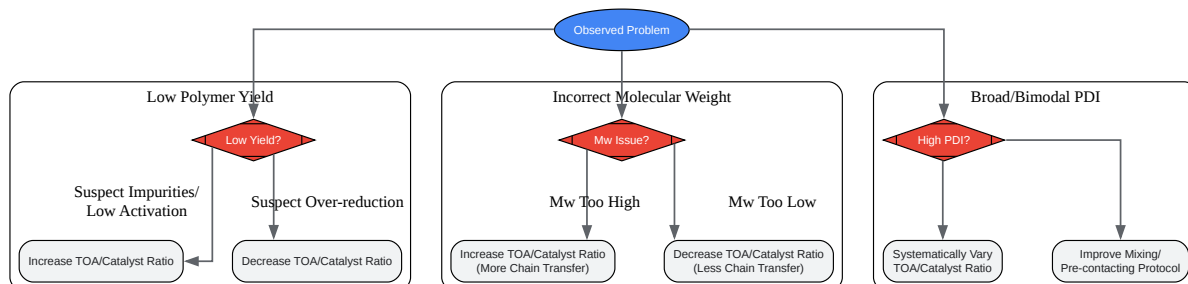 Observed Problem
Low Polymer Yield
Incorrect Molecular Weight
Broad/Bimodal PDI
Low Yield?
Mw Issue?
High PDI?
Suspect Impurities/
Low Activation
Suspect Over-reduction
Mw Too High
Mw Too Low
Increase TOA/Catalyst Ratio
Decrease TOA/Catalyst Ratio
Increase TOA/Catalyst Ratio
(More Chain Transfer)
Decrease TOA/Catalyst Ratio
(Less Chain Transfer)
Systematically Vary
TOA/Catalyst Ratio
Improve Mixing/
Pre-contacting Protocol